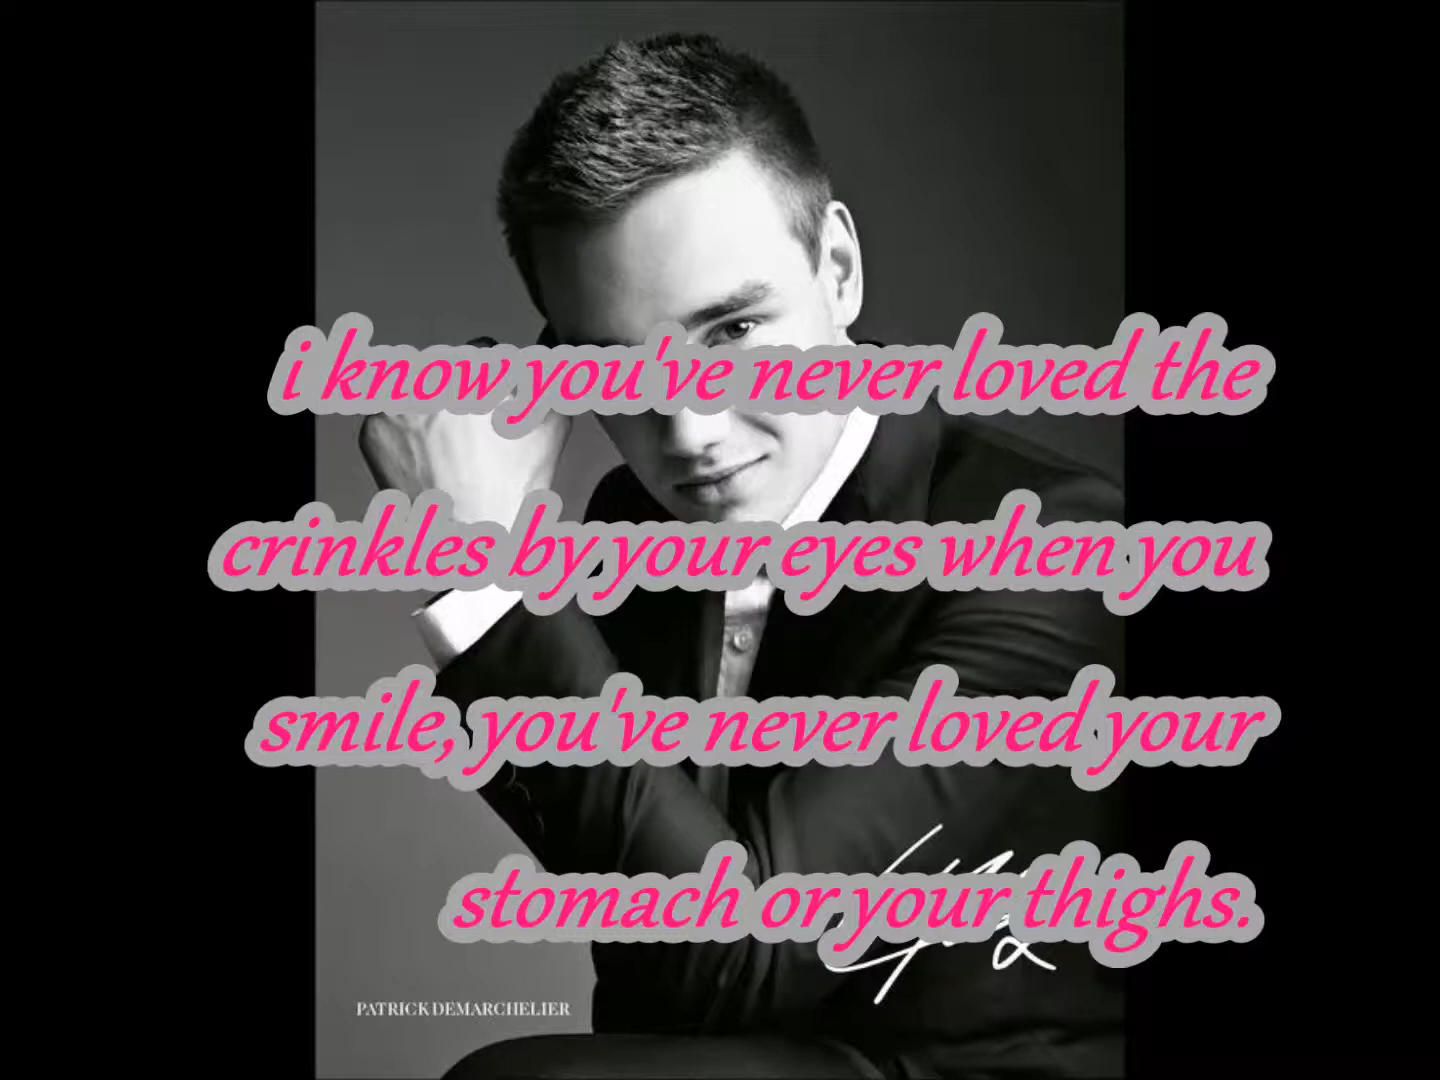 i know you've never loved the
crinkles by your eyes when you
smile, you've never loved your
stomach or your thighs.
PATRICK DEMARCHELIER